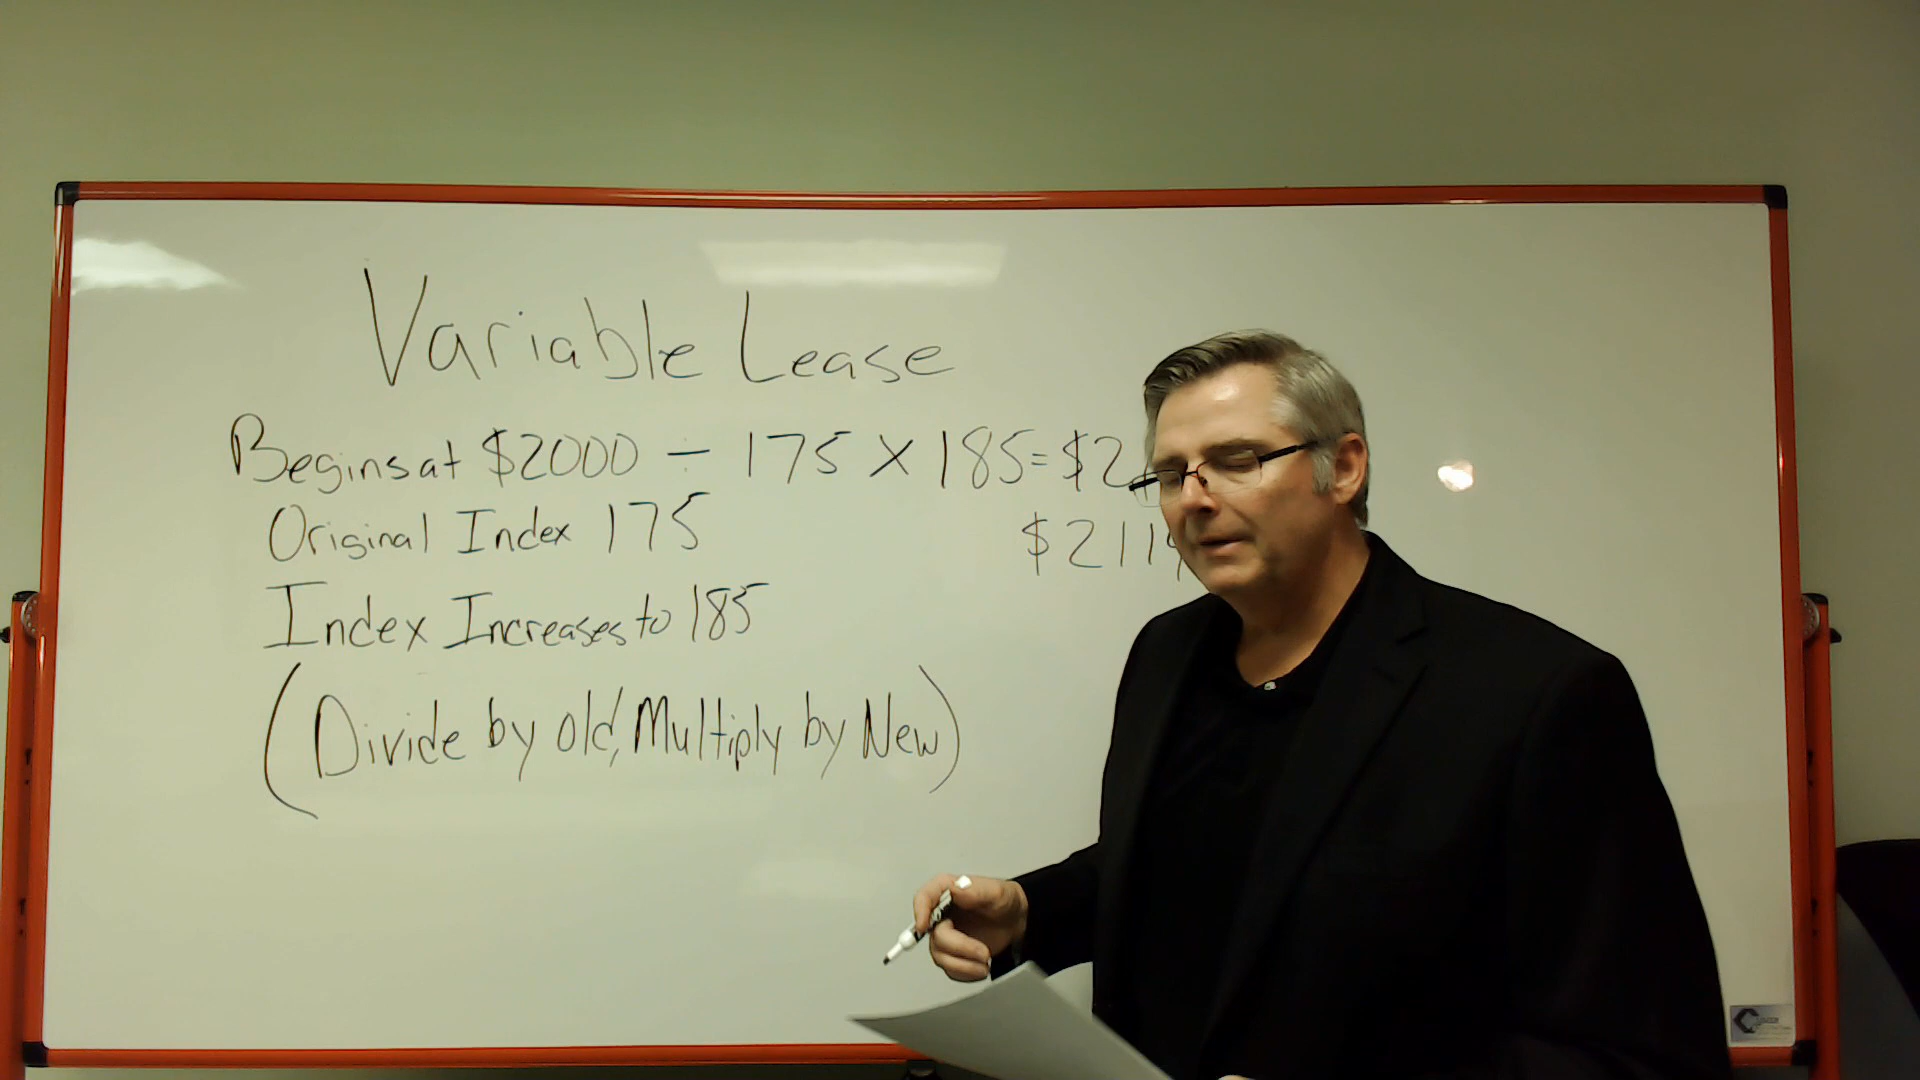 Variable Lease
Begins at $2000 ÷ 175 X 185 = $2
Original Index 175
$211
Index Increases to 185
(Divide by old, Multiply by New)